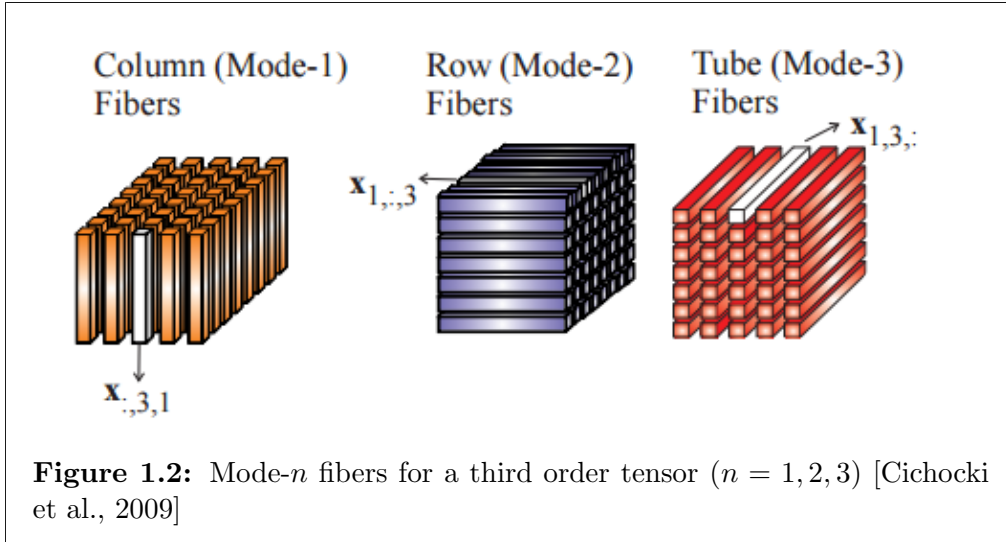 Column (Mode-1)
Fibers
Row (Mode-2)
Fibers
Tube (Mode-3)
Fibers
x:,3,1
x1,:,3
x1,3,:
Figure 1.2: Mode-n fibers for a third order tensor (n = 1, 2, 3) [Cichocki
et al., 2009]